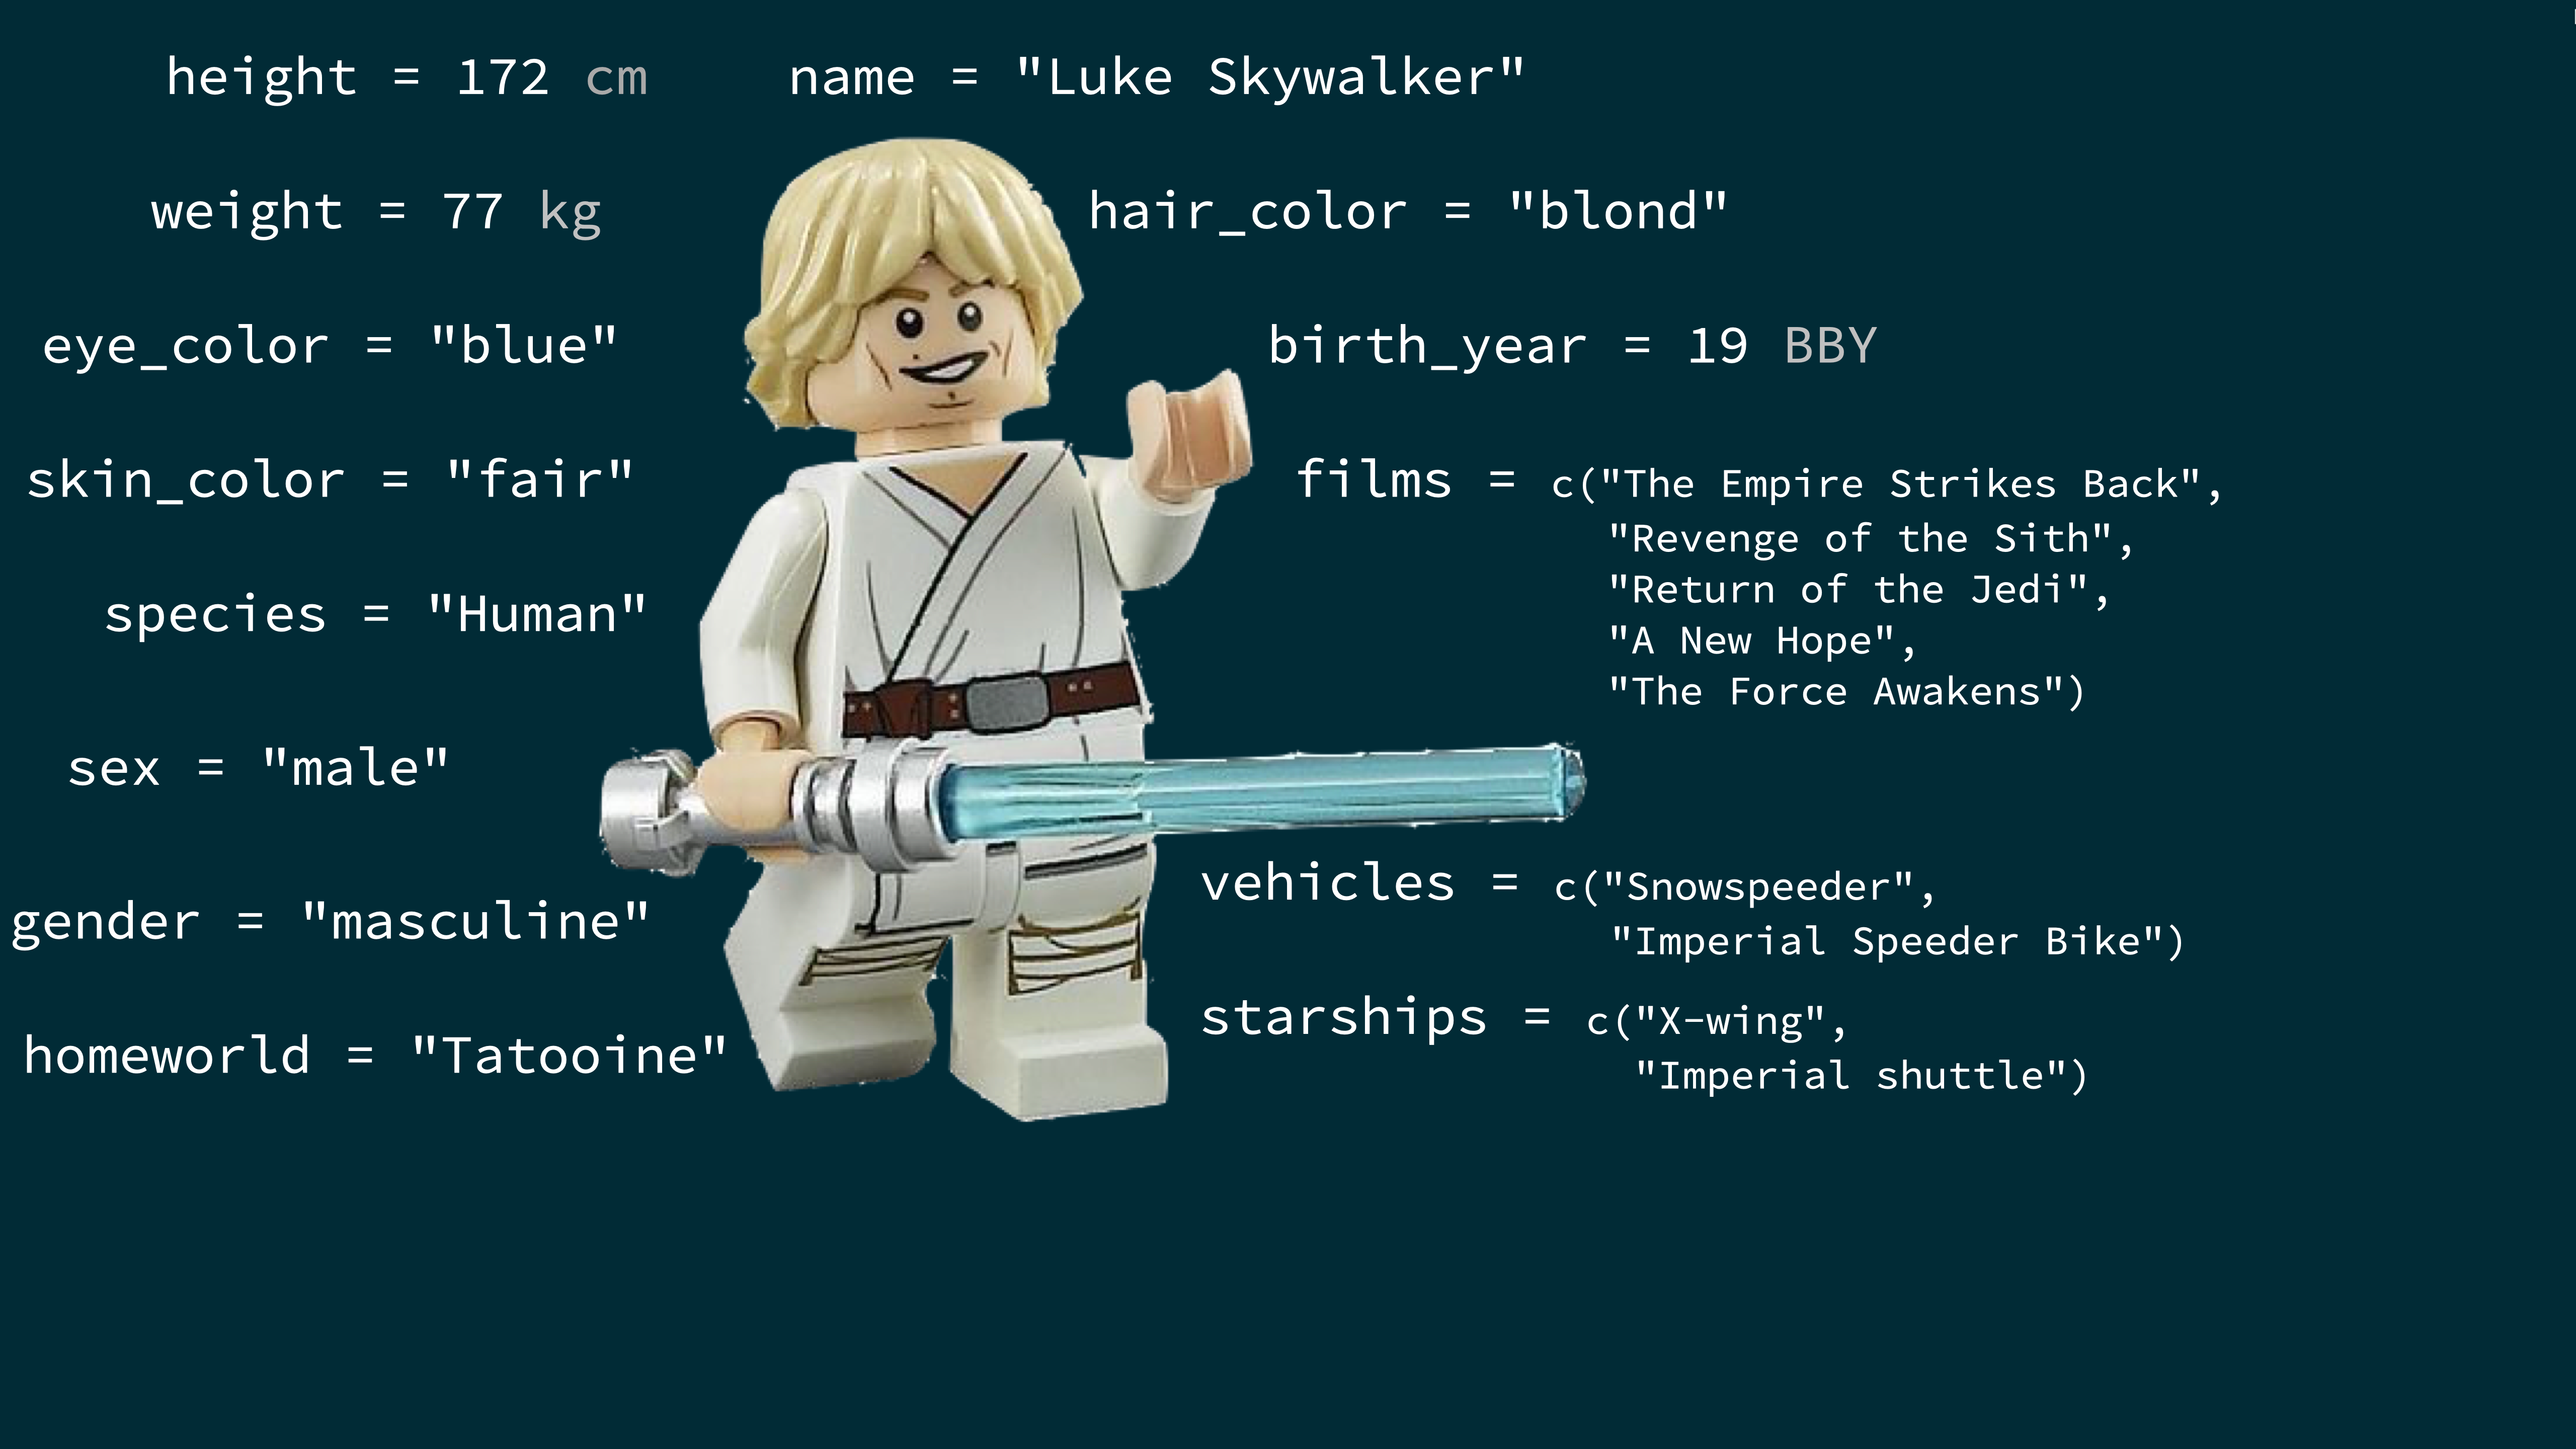 height = 172 cm
name = "Luke Skywalker"
weight = 77 kg
hair_color = "blond"
eye_color = "blue"
birth_year = 19 BBY
skin_color = "fair"
films = c("The Empire Strikes Back",
"Revenge of the Sith",
"Return of the Jedi",
"A New Hope",
"The Force Awakens")
species = "Human"
sex = "male"
gender = "masculine"
homeworld = "Tatooine"
vehicles = c("Snowspeeder",
"Imperial Speeder Bike")
starships = c("X-wing",
"Imperial shuttle")